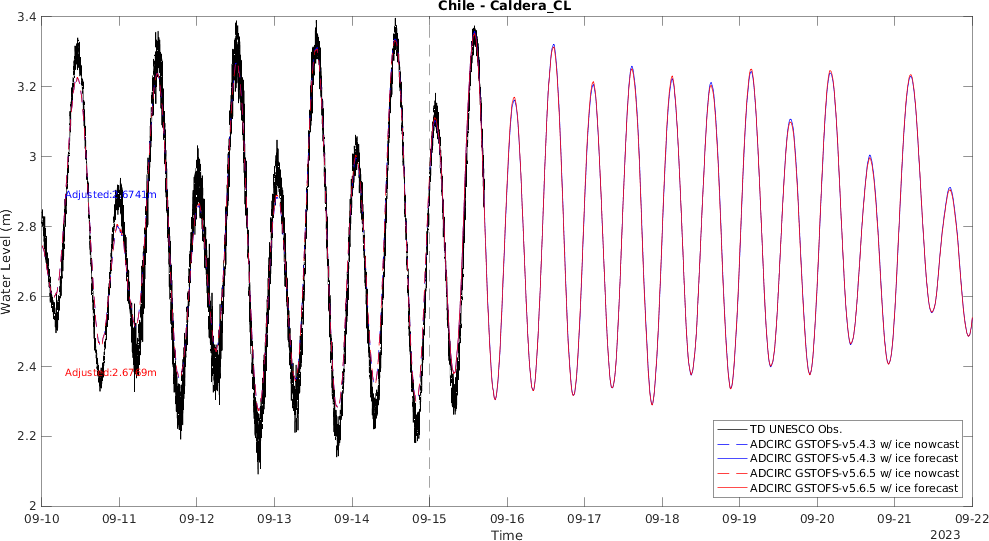 Chile - Caldera_CL
3.4
3.2
3
2.8
2.6
2.4
2.2
2
Water Level (m)
Adjusted:2.6741m
TD UNESCO Obs.
ADCIRC GSTOFS-v5.4.3 w/ ice nowcast
ADCIRC GSTOFS-v5.4.3 w/ ice forecast
ADCIRC GSTOFS-v5.6.5 w/ ice nowcast
ADCIRC GSTOFS-v5.6.5 w/ ice forecast
09-10 09-11 09-12 09-13 09-14 09-15 09-16 09-17 09-18 09-19 09-20 09-21 09-22
Time
2023